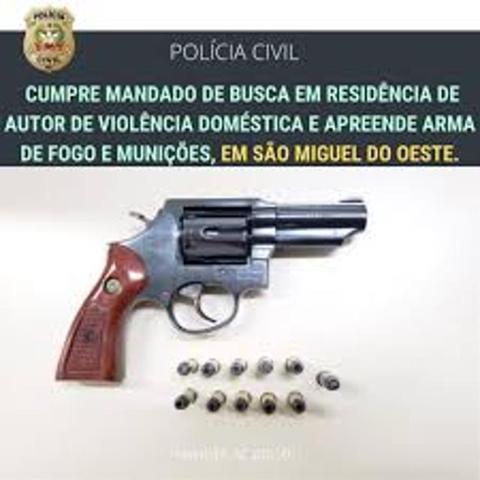 POLÍCIA CIVIL
CUMPRE MANDADO DE BUSCA EM RESIDÊNCIA DE
AUTOR DE VIOLÊNCIA DOMÉSTICA E APREENDE ARMA
DE FOGO E MUNIÇÕES, EM SÃO MIGUEL DO OESTE.